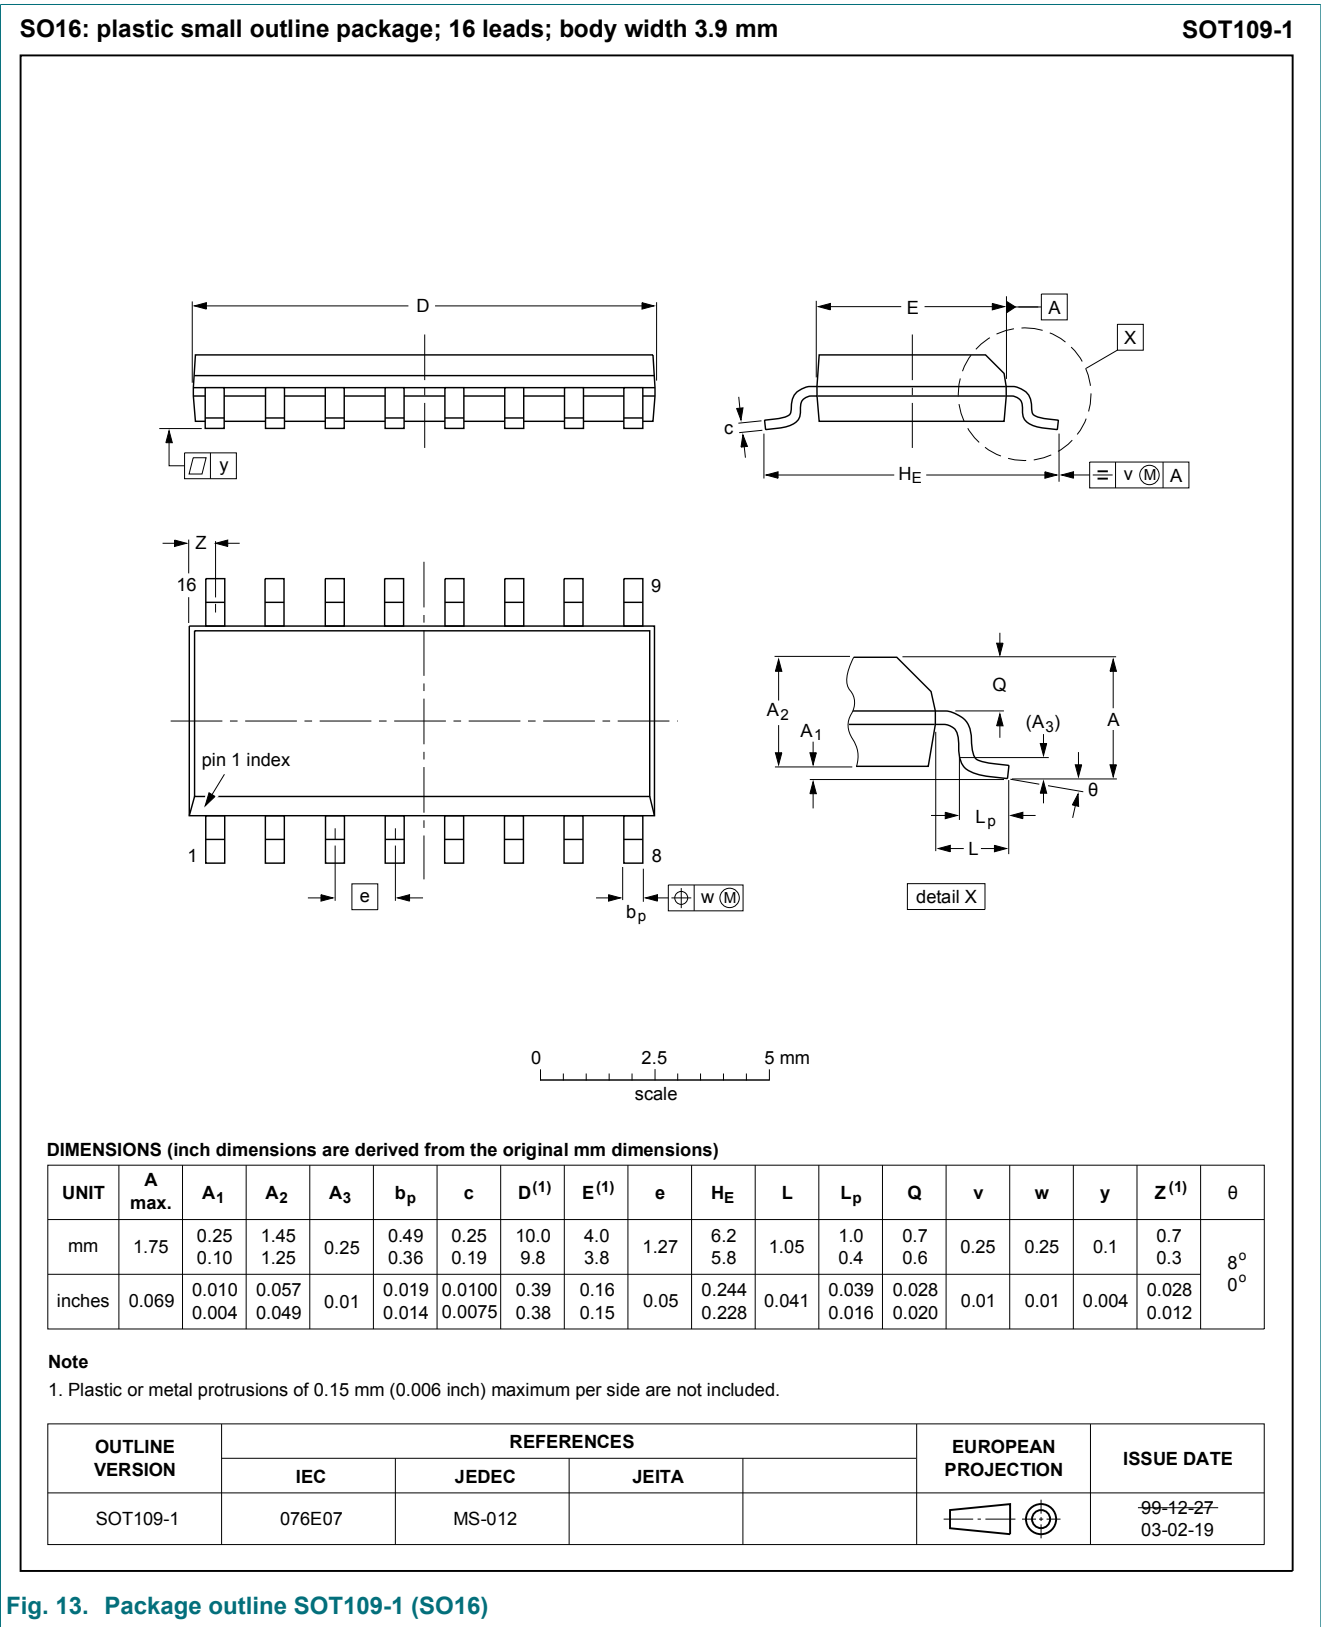 SO16: plastic small outline package; 16 leads; body width 3.9 mm SOT109-1
D
y
E A
X
c
HE
v M A
Z
16 9
pin 1 index
1 8
e
bp
w M
A2
A1
Q
(A3)
A
θ
Lp
L
detail X
0 2.5 5 mm
scale
DIMENSIONS (inch dimensions are derived from the original mm dimensions)
UNIT A max. A1 A2 A3 bp c D(1) E(1) e HE L Lp Q v w y Z(1) θ
mm 1.75 0.25 0.10 1.45 1.25 0.25 0.49 0.36 0.25 0.19 10.0 9.8 4.0 3.8 1.27 6.2 5.8 1.05 1.0 0.4 0.7 0.6 0.25 0.25 0.1 0.7 0.3 8° 0°
inches 0.069 0.010 0.004 0.057 0.049 0.01 0.019 0.014 0.0100 0.0075 0.39 0.38 0.16 0.15 0.05 0.244 0.228 0.041 0.039 0.016 0.028 0.020 0.01 0.01 0.004 0.028 0.012
Note
1. Plastic or metal protrusions of 0.15 mm (0.006 inch) maximum per side are not included.
OUTLINE VERSION REFERENCES EUROPEAN PROJECTION ISSUE DATE
IEC JEDEC JEITA
SOT109-1 076E07 MS-012 99-12-27
03-02-19
Fig. 13. Package outline SOT109-1 (SO16)